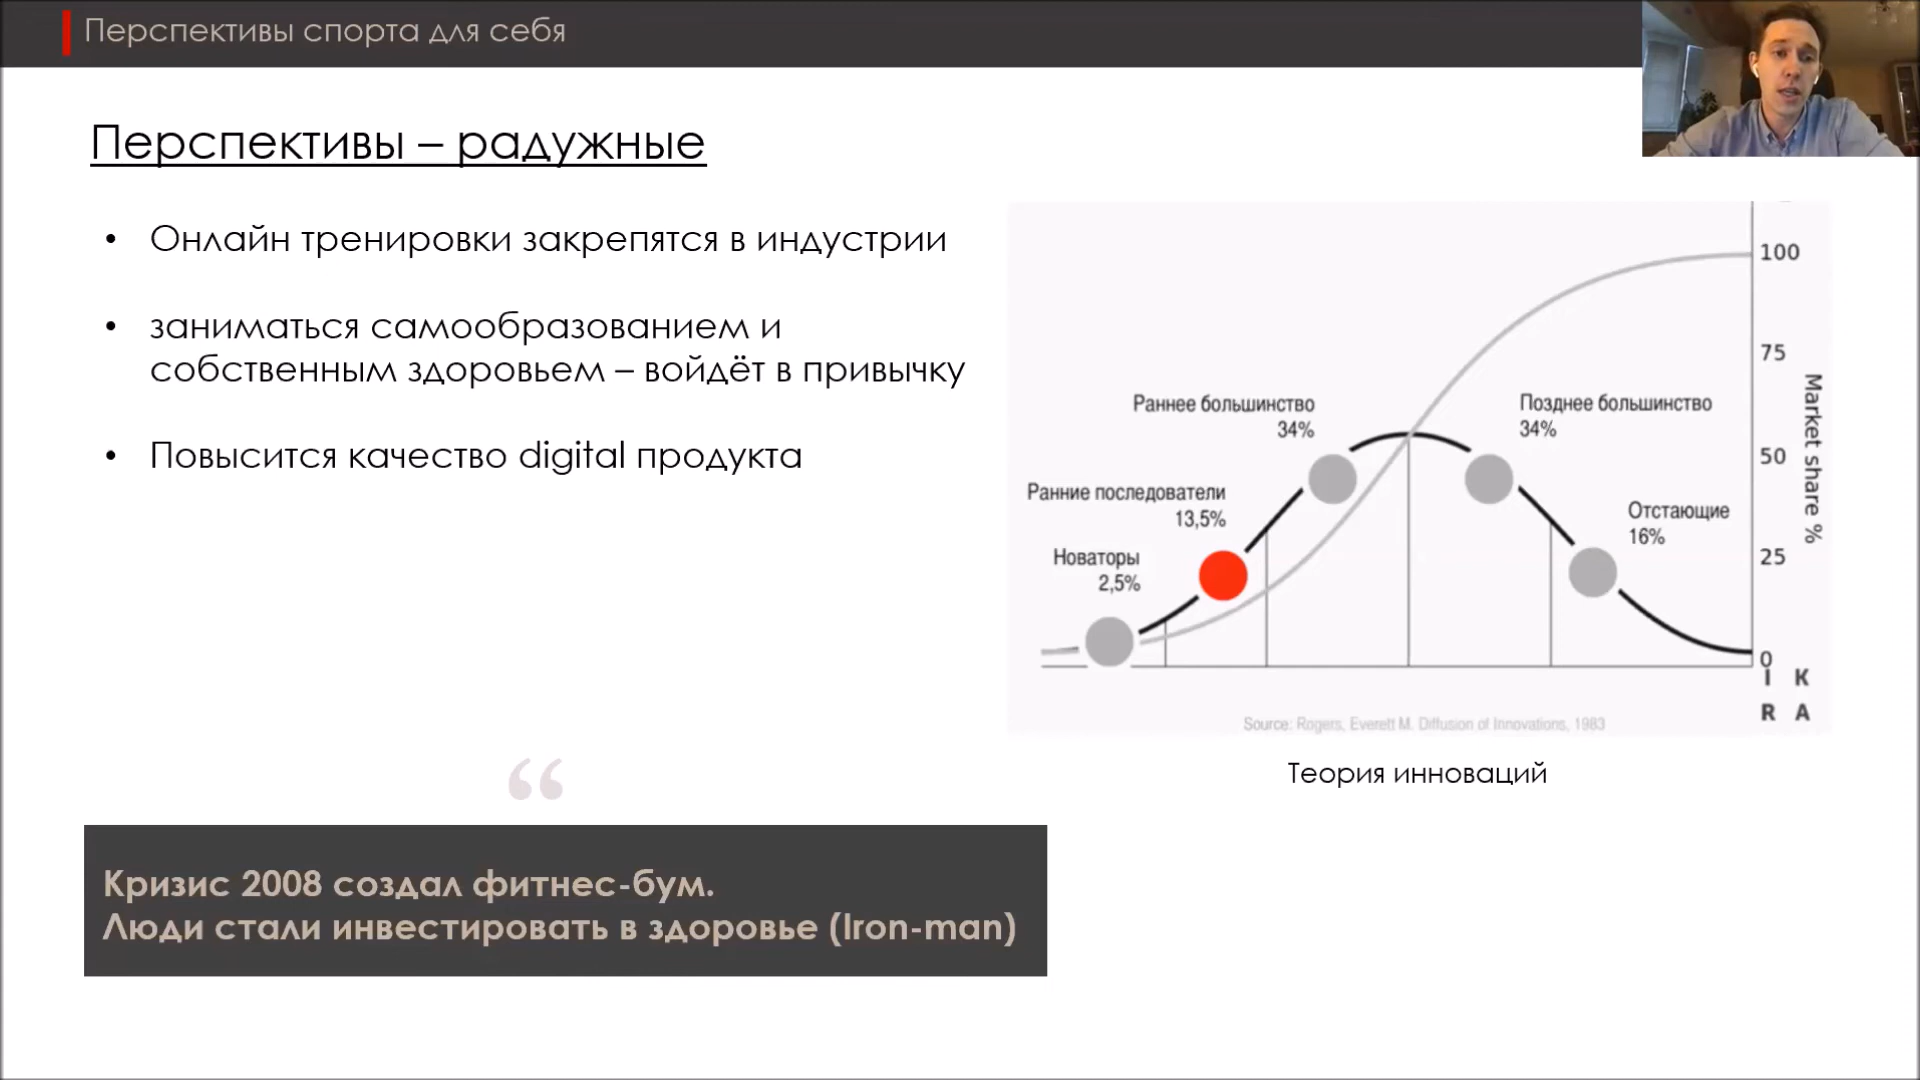 Перспективы спорта для себя
Перспективы – радужные
• Онлайн тренировки закрепятся в индустрии
• заниматься самообразованием и
собственным здоровьем – войдёт в привычку
• Повысится качество digital продукта
100
75
50
25
0
Market share %
Раннее большинство
34%
Позднее большинство
34%
Ранние последователи
13,5%
Отстающие
16%
Новаторы
2,5%
I K
R A
Source: Rogers, Everett M. Diffusion of Innovations, 1983
Теория инноваций
“
Кризис 2008 создал фитнес-бум.
Люди стали инвестировать в здоровье (Iron-man)